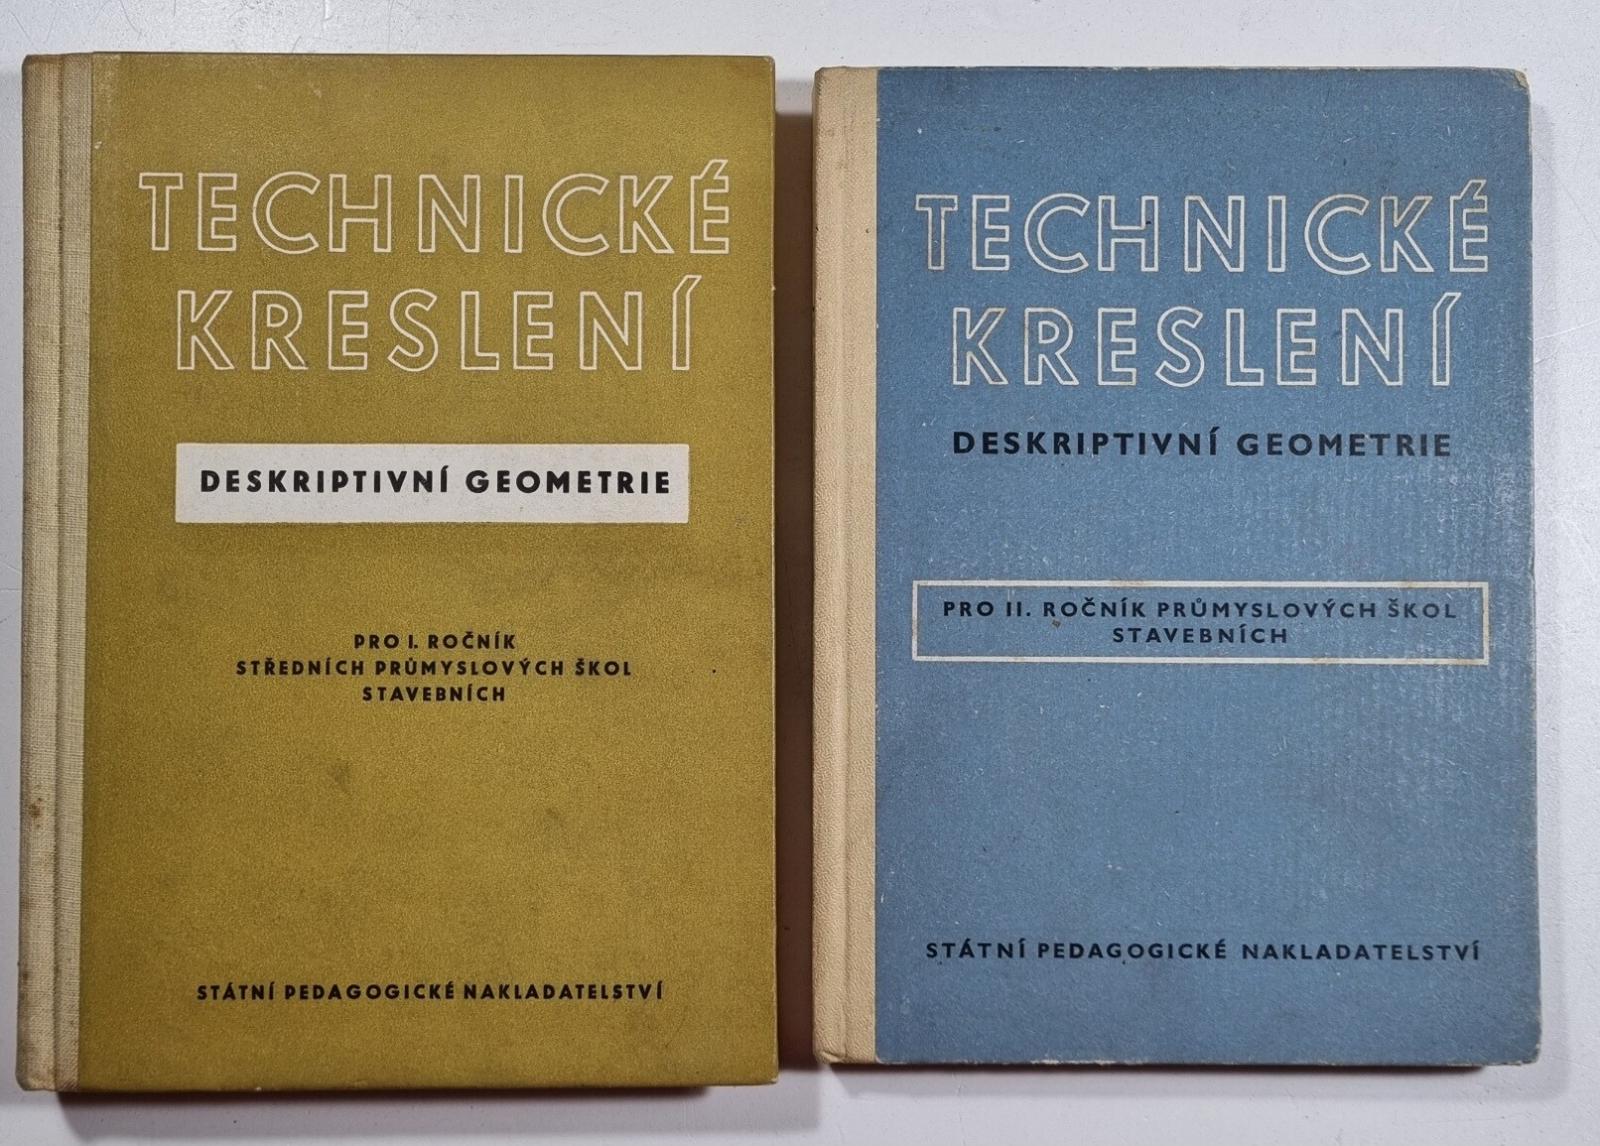 TECHNICKÉ
KRESLENÍ
DESKRIPTIVNÍ GEOMETRIE
PRO I. ROČNÍK
STŘEDNÍCH PRŮMYSLOVÝCH ŠKOL
STAVEBNÍCH
STÁTNÍ PEDAGOGICKÉ NAKLADATELSTVÍ
TECHNICKÉ
KRESLENÍ
DESKRIPTIVNÍ GEOMETRIE
PRO II. ROČNÍK PRŮMYSLOVÝCH ŠKOL
STAVEBNÍCH
STÁTNÍ PEDAGOGICKÉ NAKLADATELSTVÍ